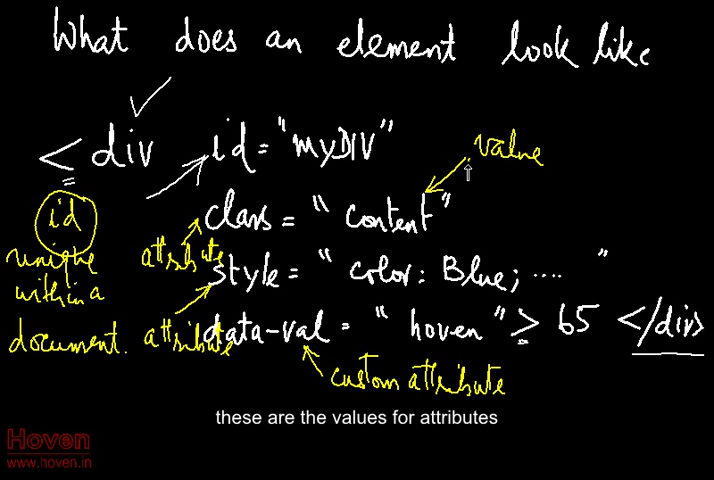 What does an element look like
< div id = "myDIV"
value
id
class = "content"
unique within a document.
attribute
style = "color: Blue; .... "
attribute
data-val = "hoven" > 65 </div>
custom attribute
these are the values for attributes
Hoven
www.hoven.in